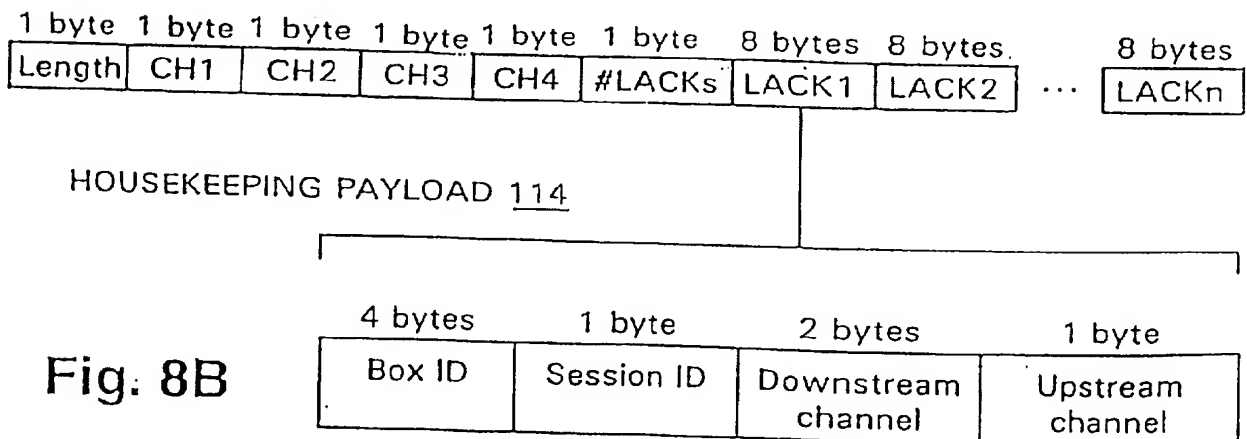 1 byte 1 byte 1 byte 1 byte 1 byte 1 byte 8 bytes 8 bytes 8 bytes
Length CH1 CH2 CH3 CH4 #LACKs LACK1 LACK2 ... LACKn
HOUSEKEEPING PAYLOAD 114
4 bytes 1 byte 2 bytes 1 byte
Box ID Session ID Downstream channel Upstream channel
Fig. 8B